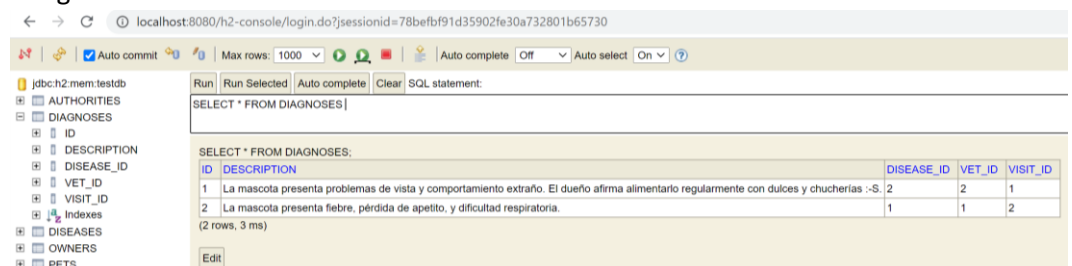 localhost:8080/h2-console/login.do?jsessionid=78befbf91d35902fe30a732801b65730
Auto commit Max rows: 1000 Auto complete Off Auto select On
jdbc:h2:mem:testdb
AUTHORITIES
DIAGNOSES
ID
DESCRIPTION
DISEASE_ID
VET_ID
VISIT_ID
Indexes
DISEASES
OWNERS
PETS
Run Run Selected Auto complete Clear SQL statement:
SELECT * FROM DIAGNOSES
SELECT * FROM DIAGNOSES;
ID DESCRIPTION DISEASE_ID VET_ID VISIT_ID
1 La mascota presenta problemas de vista y comportamiento extraño. El dueño afirma alimentarlo regularmente con dulces y chucherías :-S. 2 2 1
2 La mascota presenta fiebre, pérdida de apetito, y dificultad respiratoria. 1 1 2
(2 rows, 3 ms)
Edit